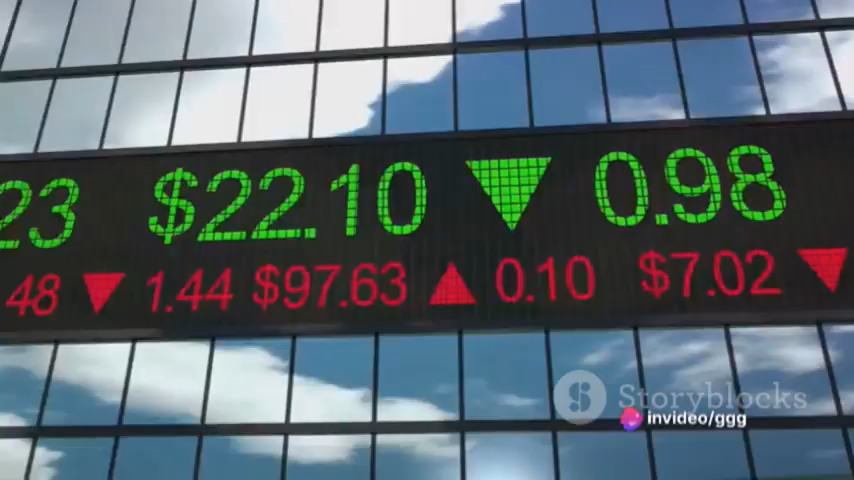 23 $22.10 ▼ 0.98
48 ▼ 1.44 $97.63 ▲ 0.10 $7.02 ▼
Storyblocks
invideo/ggg